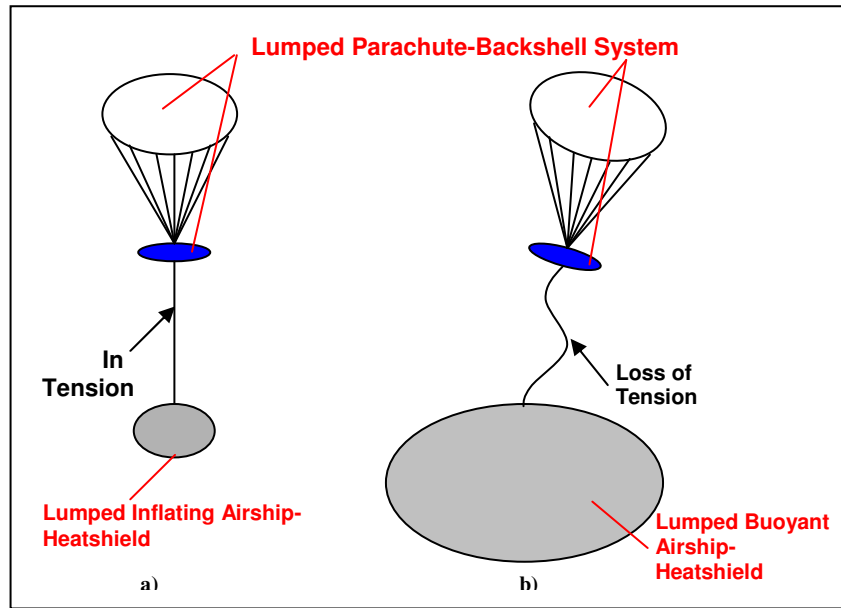 Lumped Parachute-Backshell System
In
Tension
Loss of
Tension
Lumped Inflating Airship-
Heatshield
Lumped Buoyant
Airship-
Heatshield
a)
b)